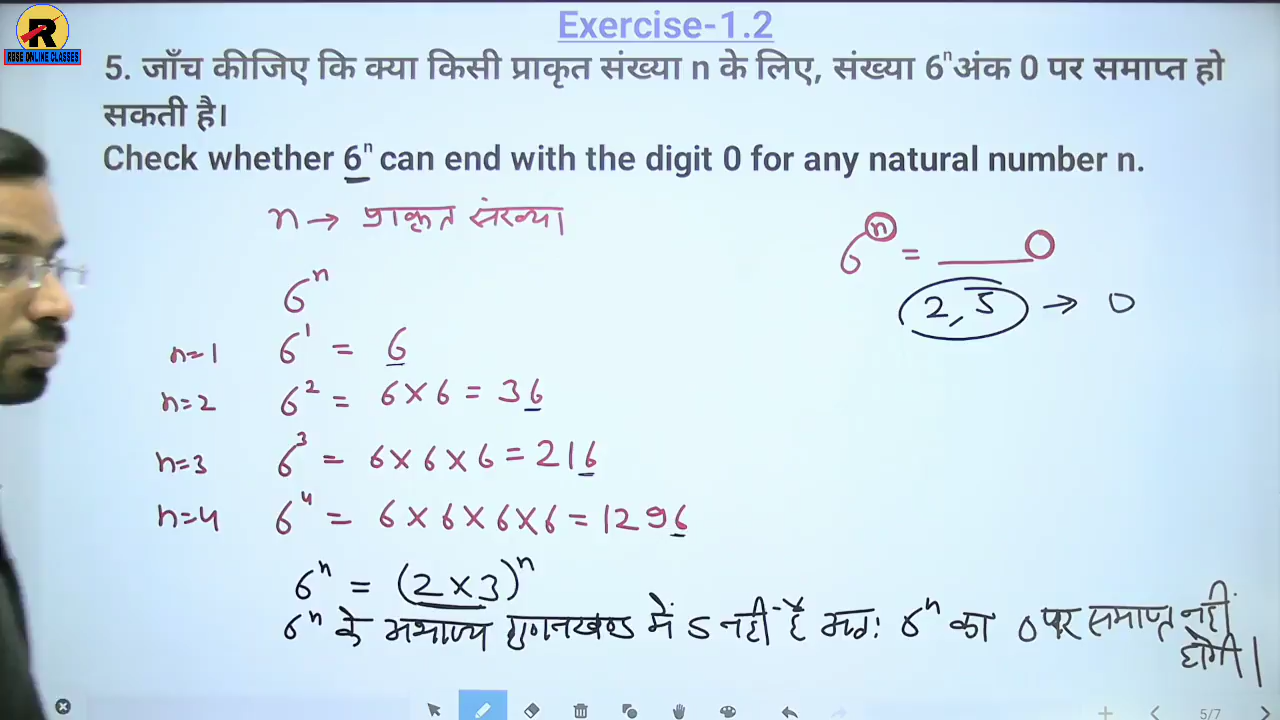 RBSE ONLINE CLASSES
Exercise-1.2
5. जाँच कीजिए कि क्या किसी प्राकृत संख्या n के लिए, संख्या 6ⁿ अंक 0 पर समाप्त हो
सकती है।
Check whether 6ⁿ can end with the digit 0 for any natural number n.
n → प्राकृत संख्या
6ⁿ = ____0
2, 5 → 0
6ⁿ
n=1 6¹ = 6
n=2 6² = 6×6 = 36
n=3 6³ = 6×6×6 = 216
n=4 6⁴ = 6×6×6×6 = 1296
6ⁿ = (2×3)ⁿ
6ⁿ के अभाज्य गुणनखण्ड में 5 नहीं है अतः 6ⁿ का 0 पर समाप्त नहीं
होगी।
5/7